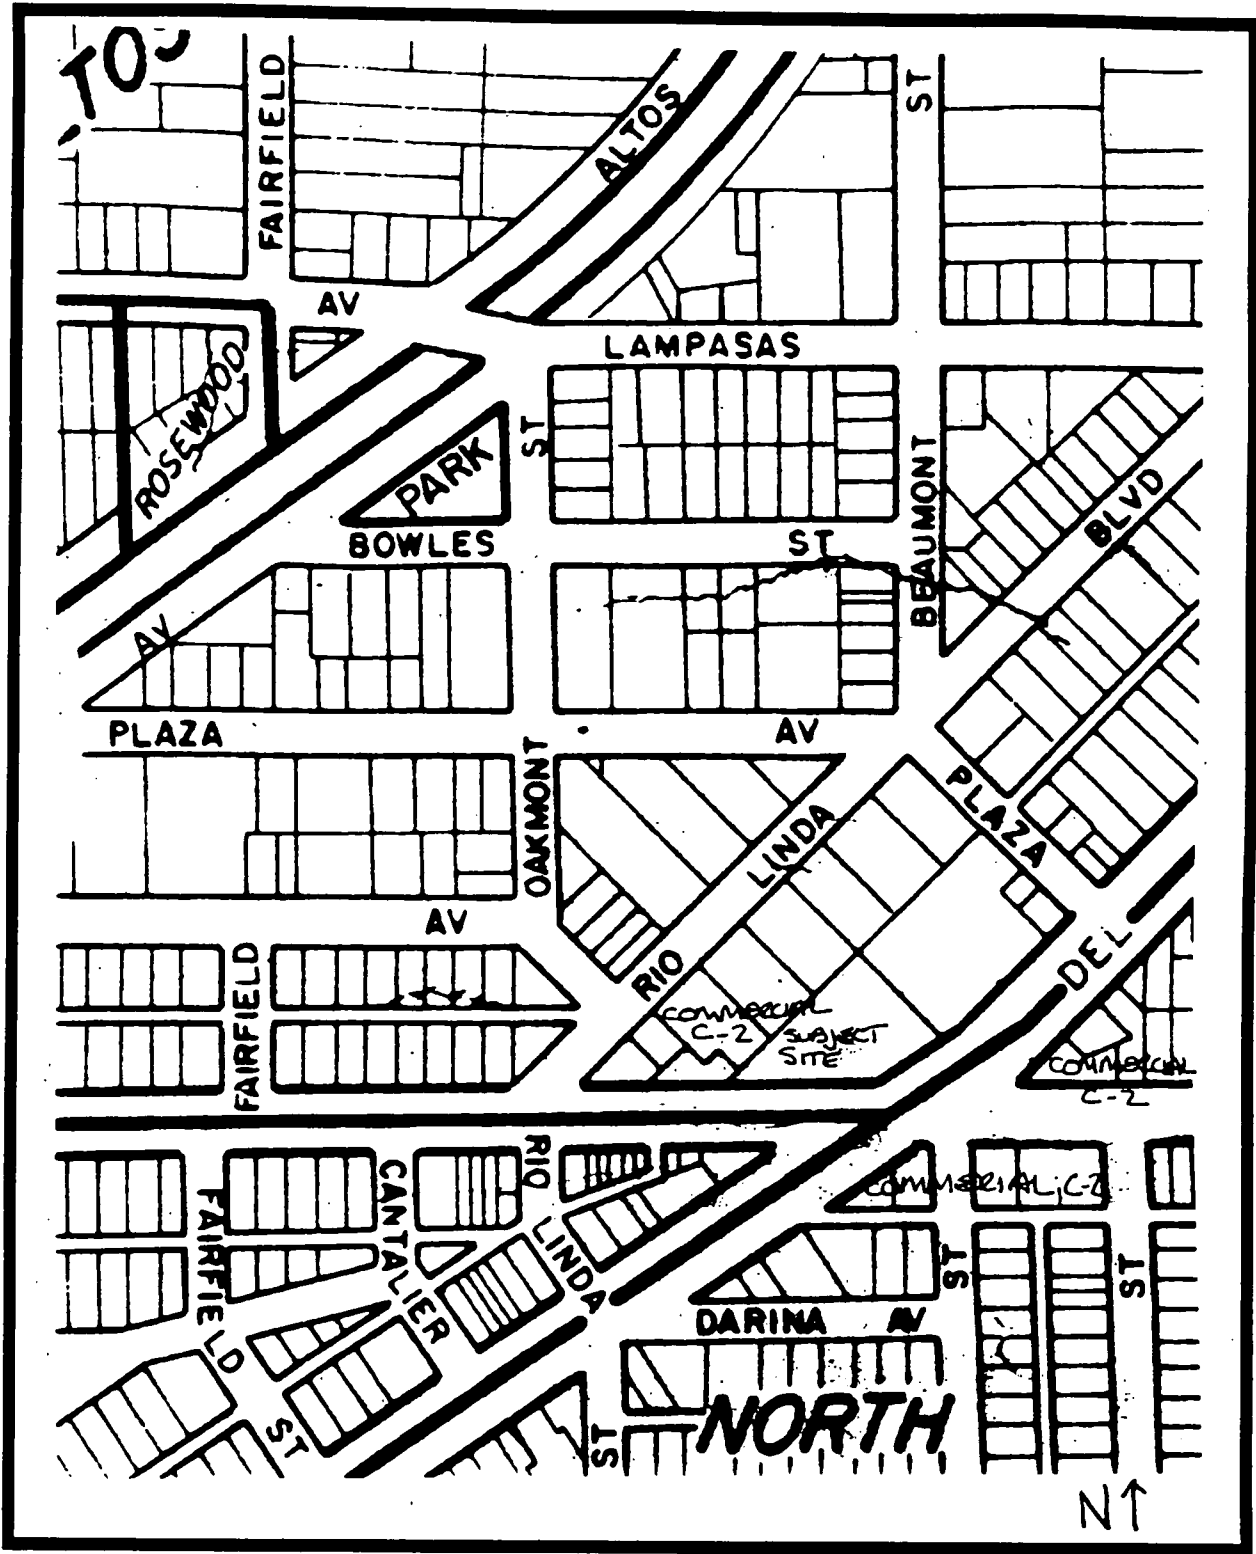 TOS
FAIRFIELD
ALTOS
ST
AV
LAMPASAS
ROSEWOOD
PARK
ST
BOWLES
ST
BEAUMONT
BLVD
AV
PLAZA
AV
OAKMONT
PLAZA
LINDA
AV
RIO
DEL
FAIRFIELD
FAIRFIELD
COMMERCIAL
C-2
SUBJECT
SITE
COMMERCIAL
C-2
RIO
CANTALIER
FAIRFIELD
COMMERCIAL, C-2
LINDA
ST
ST
DARINA AV
ST
ST
NORTH
N↑